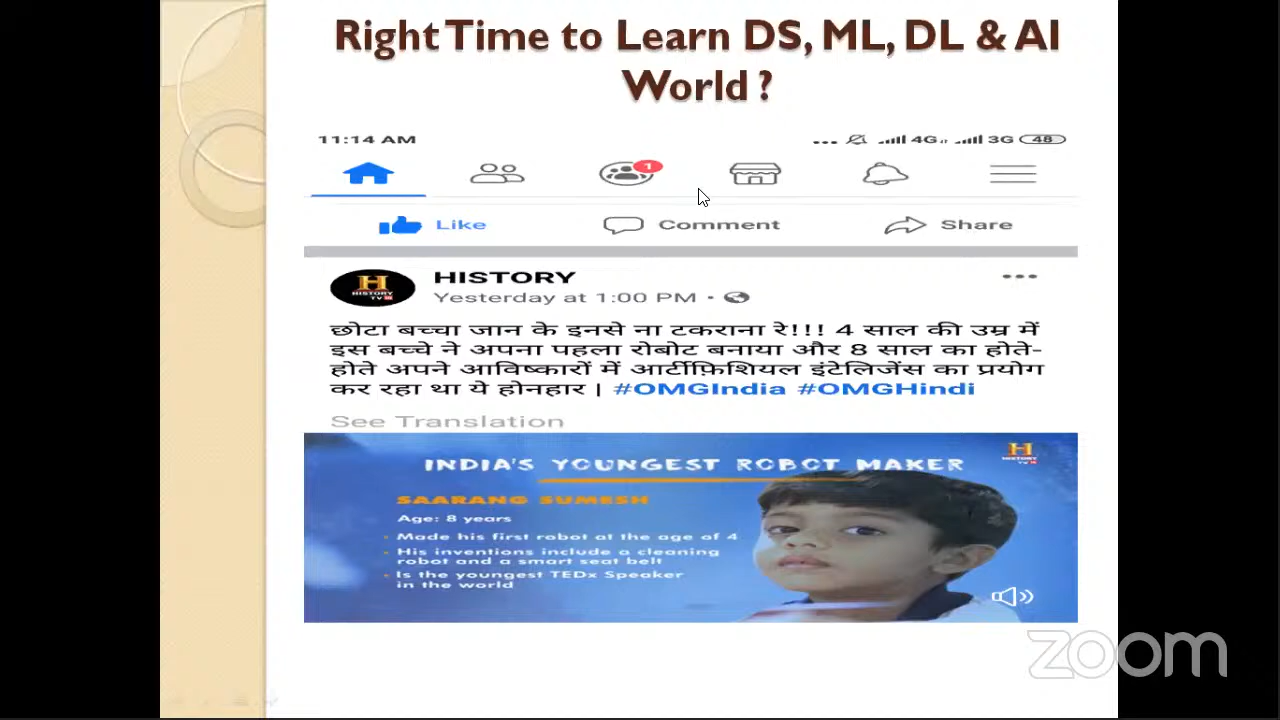 Right Time to Learn DS, ML, DL & AI
World ?
11:14 AM
4G
3G
48
1
Like
Comment
Share
HISTORY
Yesterday at 1:00 PM
छोटा बच्चा जान के इनसे ना टकराना रे!!! 4 साल की उम्र में
इस बच्चे ने अपना पहला रोबोट बनाया और 8 साल का होते-
होते अपने आविष्कारों में आर्टीफ़िशियल इंटेलिजेंस का प्रयोग
कर रहा था ये होनहार | #OMGIndia #OMGHindi
See Translation
H
HISTORY
TV18
INDIA'S YOUNGEST ROBOT MAKER
H
HISTORY
SAARANG SUMESH
Age: 8 years
• Made his first robot at the age of 4
• His inventions include a cleaning
robot and a smart seat belt
• Is the youngest TEDx Speaker
in the world
zoom